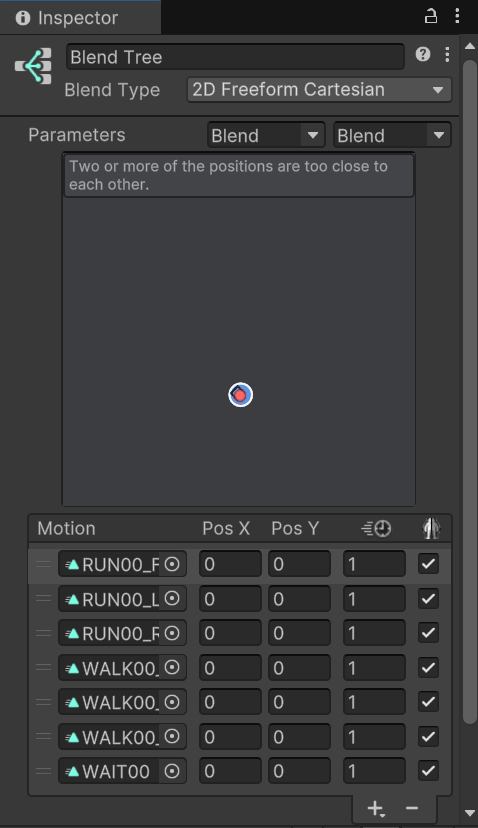 Inspector
Blend Tree
Blend Type 2D Freeform Cartesian
Parameters Blend Blend
Two or more of the positions are too close to
each other.
Motion Pos X Pos Y
RUN00_F 0 0 1
RUN00_L 0 0 1
RUN00_R 0 0 1
WALK00_ 0 0 1
WALK00_ 0 0 1
WALK00_ 0 0 1
WAIT00 0 0 1